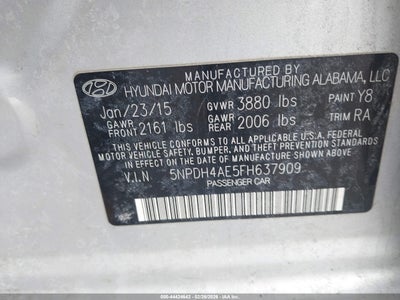 MANUFACTURED BY
HYUNDAI MOTOR MANUFACTURING ALABAMA, LLC
Jan/23/15 GVWR 3880 lbs PAINT Y8
GAWR FRONT 2161 lbs GAWR REAR 2006 lbs TRIM RA
THIS VEHICLE CONFORMS TO ALL APPLICABLE U.S.A. FEDERAL
MOTOR VEHICLE SAFETY, BUMPER, AND THEFT PREVENTION
STANDARDS IN EFFECT ON THE DATE OF MANUFACTURE SHOWN ABOVE.
V.I.N 5NPDH4AE5FH637909
PASSENGER CAR